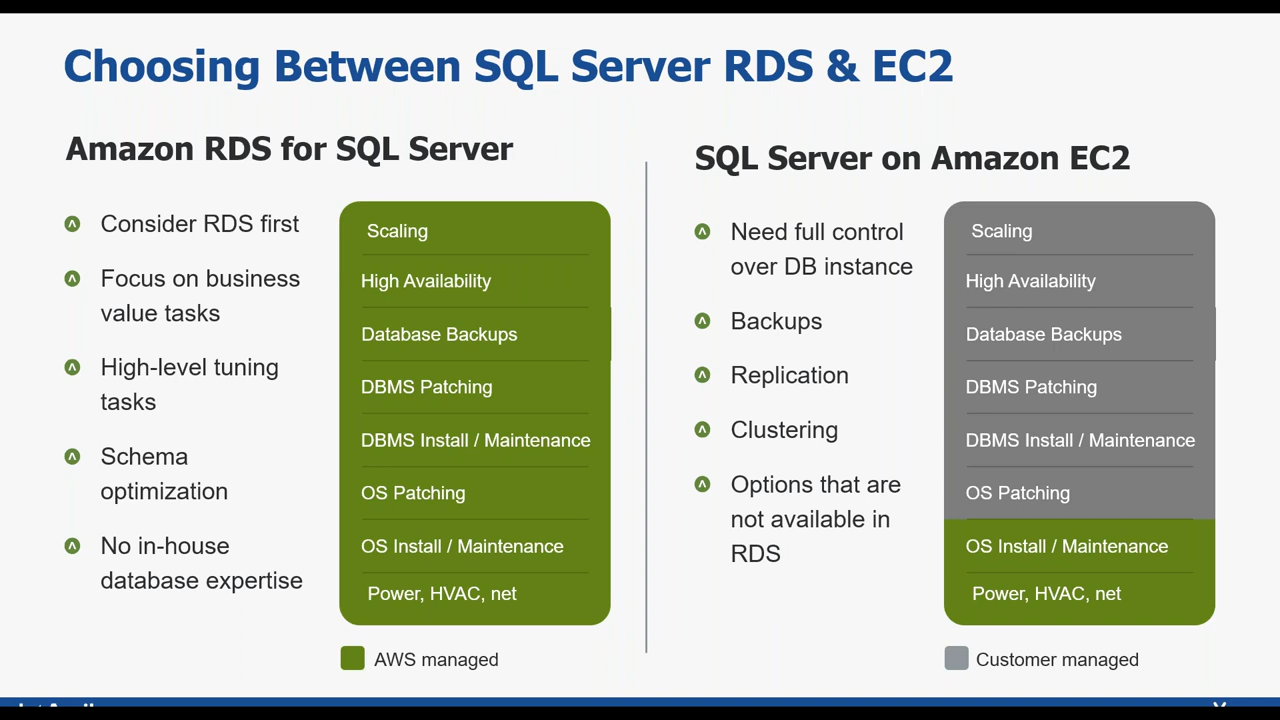 Choosing Between SQL Server RDS & EC2
Amazon RDS for SQL Server
Consider RDS first
Focus on business
value tasks
High-level tuning
tasks
Schema
optimization
No in-house
database expertise
Scaling
High Availability
Database Backups
DBMS Patching
DBMS Install / Maintenance
OS Patching
OS Install / Maintenance
Power, HVAC, net
AWS managed
SQL Server on Amazon EC2
Need full control
over DB instance
Backups
Replication
Clustering
Options that are
not available in
RDS
Scaling
High Availability
Database Backups
DBMS Patching
DBMS Install / Maintenance
OS Patching
OS Install / Maintenance
Power, HVAC, net
Customer managed